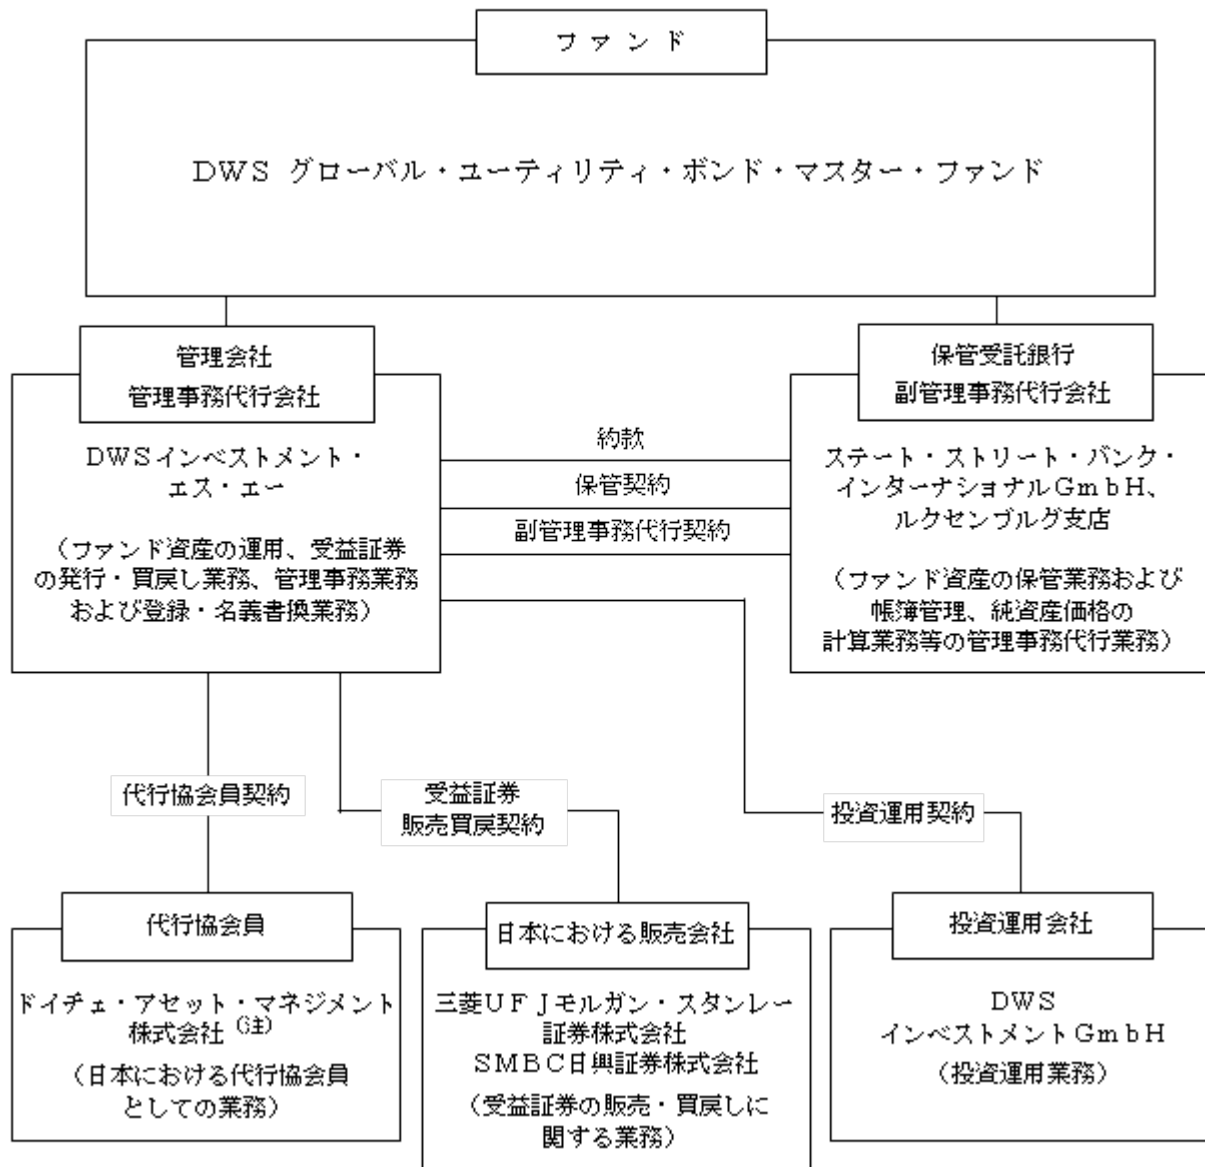 ファンド
DWS グローバル・ユーティリティ・ボンド・マスター・ファンド
管理会社
管理事務代行会社
DWSインベストメント・
エス・エー
（ファンド資産の運用、受益証券
の発行・買戻し業務、管理事務業務
および登録・名義書換業務）
約款
保管契約
副管理事務代行契約
保管受託銀行
副管理事務代行会社
ステート・ストリート・バンク・
インターナショナルGmbH、
ルクセンブルグ支店
（ファンド資産の保管業務および
帳簿管理、純資産価格の
計算業務等の管理事務代行業務）
代行協会員契約
受益証券
販売買戻契約
投資運用契約
代行協会員
ドイチェ・アセット・マネジメント
株式会社（注）
（日本における代行協会員
としての業務）
日本における販売会社
三菱UFJモルガン・スタンレー
証券株式会社
SMBC日興証券株式会社
（受益証券の販売・買戻しに
関する業務）
投資運用会社
DWS
インベストメントGmbH
（投資運用業務）